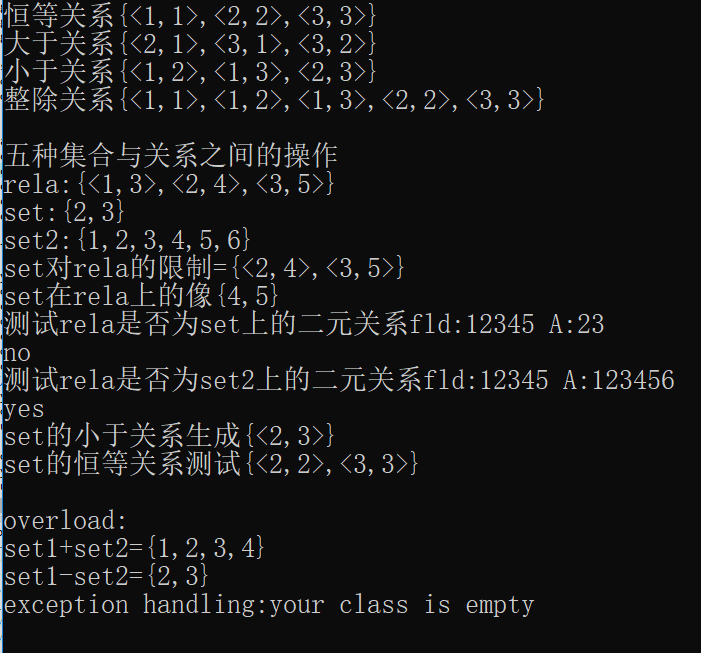 恒等关系{<1,1>,<2,2>,<3,3>}
大于关系{<2,1>,<3,1>,<3,2>}
小于关系{<1,2>,<1,3>,<2,3>}
整除关系{<1,1>,<1,2>,<1,3>,<2,2>,<3,3>}
五种集合与关系之间的操作
rela:{<1,3>,<2,4>,<3,5>}
set:{2,3}
set2:{1,2,3,4,5,6}
set对rela的限制={<2,4>,<3,5>}
set在rela上的像{4,5}
测试rela是否为set上的二元关系fld:12345 A:23
no
测试rela是否为set2上的二元关系fld:12345 A:123456
yes
set的小于关系生成{<2,3>}
set的恒等关系测试{<2,2>,<3,3>}
overload:
set1+set2={1,2,3,4}
set1-set2={2,3}
exception handling:your class is empty